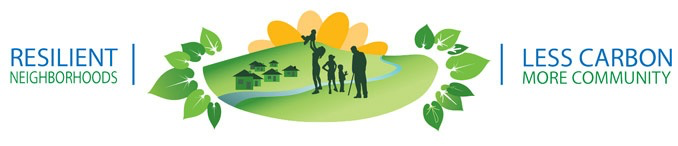 RESILIENT
NEIGHBORHOODS
LESS CARBON
MORE COMMUNITY